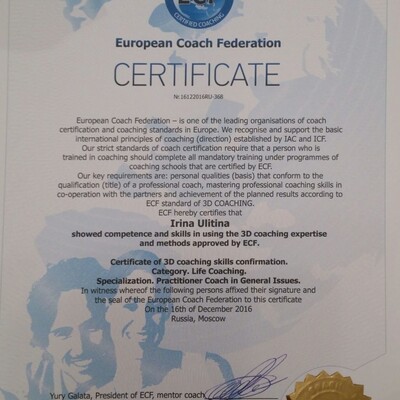 CERTIFIED COACHING
European Coach Federation
CERTIFICATE
Nr.16122016RU-368
European Coach Federation – is one of the leading organisations of coach
certification and coaching standards in Europe. We recognise and support the basic
international principles of coaching (direction) established by IAC and ICF.
Our strict standards of coach certification require that a person who is
trained in coaching should complete all mandatory training under programmes of
coaching schools that are certified by ECF.
Our key requirements are: personal qualities (basis) that conform to the
qualification (title) of a professional coach, mastering professional coaching skills in
co-operation with the partners and achievement of the planned results according to
ECF standard of 3D COACHING.
ECF hereby certifies that
Irina Ulitina
showed competence and skills in using the 3D coaching expertise
and methods approved by ECF.
Certificate of 3D coaching skills confirmation.
Category. Life Coaching.
Specialization. Practitioner Coach in General Issues.
In witness whereof following persons affixed their signature and
the seal of the European Coach Federation to this certificate
On the 16th of December 2016
Russia, Moscow
Yury Galata, President of ECF, mentor coach